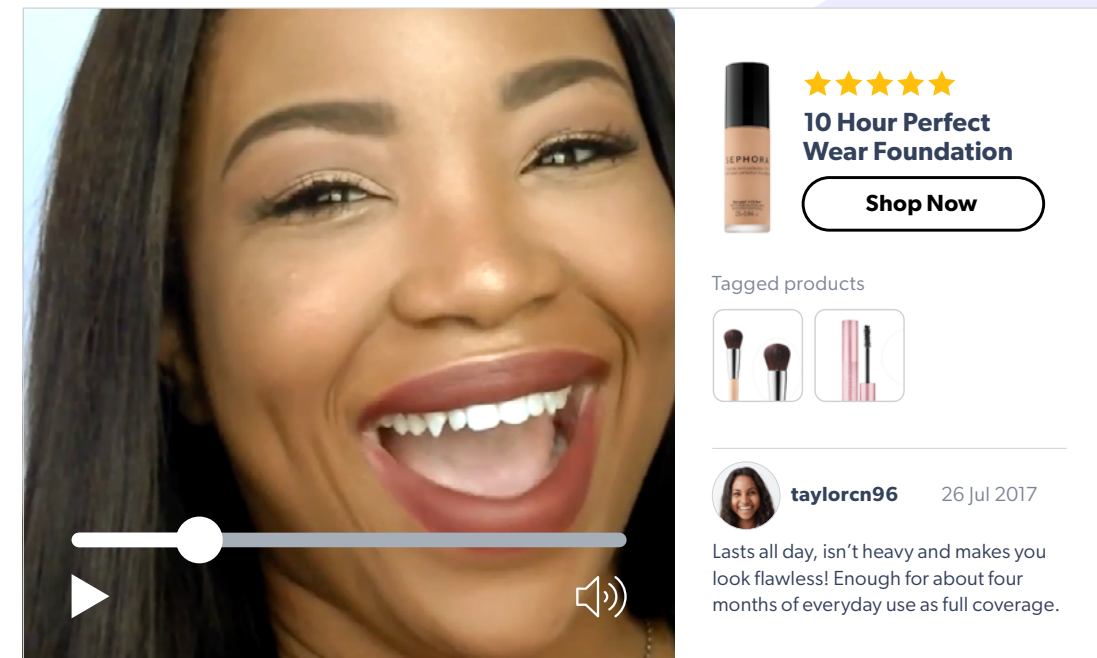 SEPHORA
10 Hour Perfect
Wear Foundation
Shop Now
Tagged products
taylorcn96 26 Jul 2017
Lasts all day, isn’t heavy and makes you
look flawless! Enough for about four
months of everyday use as full coverage.